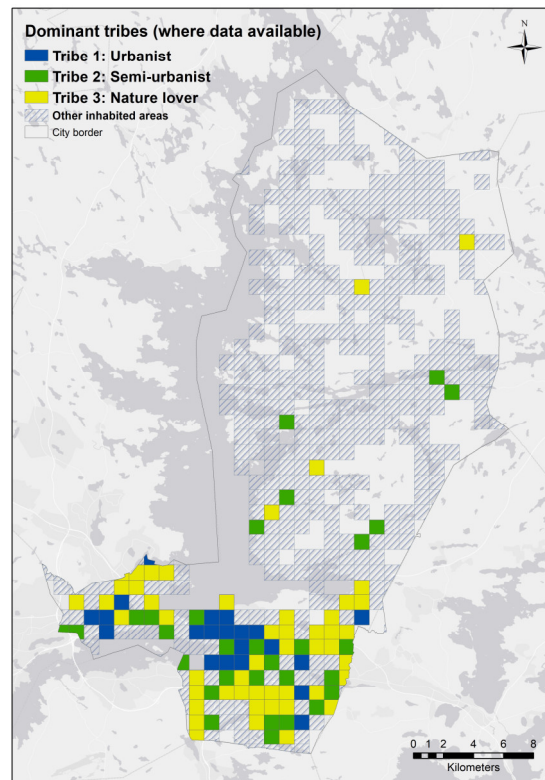 Dominant tribes (where data available)
Tribe 1: Urbanist
Tribe 2: Semi-urbanist
Tribe 3: Nature lover
Other inhabited areas
City border
N
0 1 2 4 6 8
Kilometers